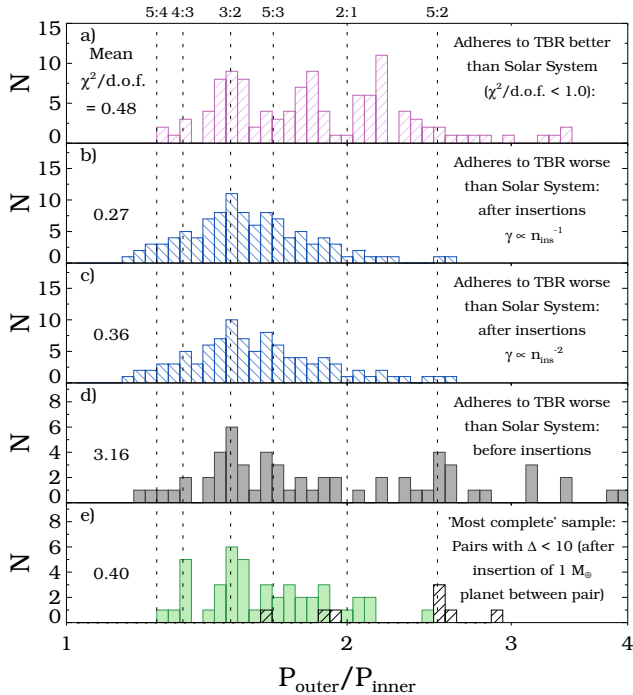 5:4 4:3 3:2 5:3 2:1 5:2
a)
Mean
χ²/d.o.f.
= 0.48
Adheres to TBR better
than Solar System
(χ²/d.o.f. < 1.0):
N
15
10
5
0
b)
0.27
Adheres to TBR worse
than Solar System:
after insertions
γ ∝ n_ins⁻¹
N
15
10
5
0
c)
0.36
Adheres to TBR worse
than Solar System:
after insertions
γ ∝ n_ins⁻²
N
15
10
5
0
d)
3.16
Adheres to TBR worse
than Solar System:
before insertions
N
8
6
4
2
0
e)
0.40
'Most complete' sample:
Pairs with Δ < 10 (after
insertion of 1 M⊕
planet between pair)
N
8
6
4
2
0
1 2 3 4
P_outer/P_inner